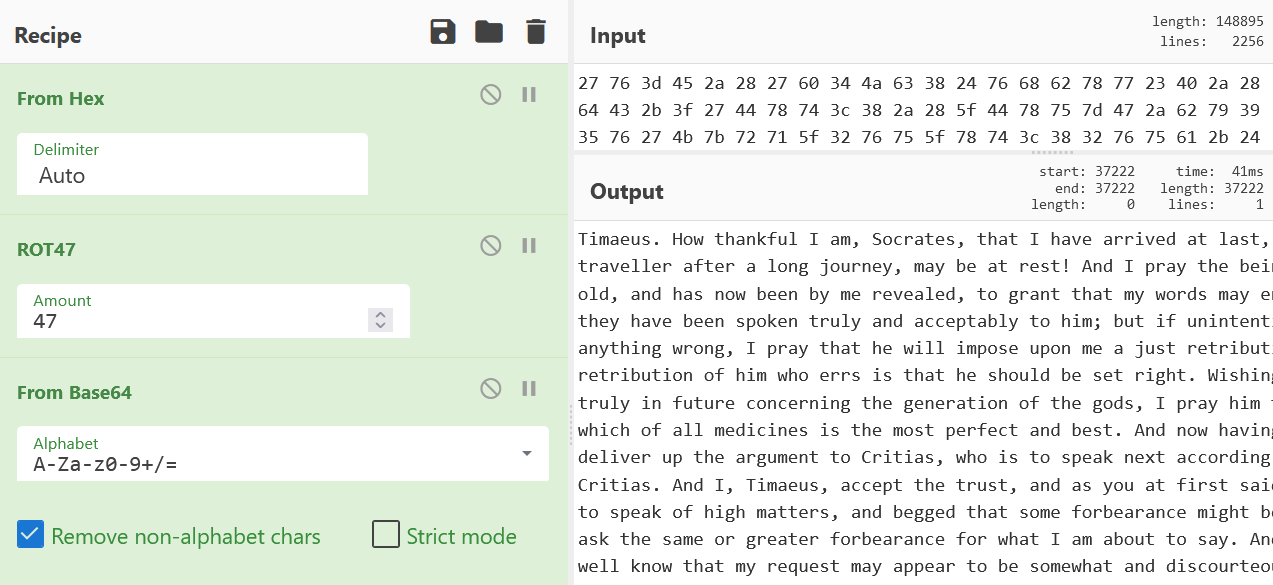 Recipe
From Hex
Delimiter
Auto
ROT47
Amount
47
From Base64
Alphabet
A-Za-z0-9+/=
Remove non-alphabet chars
Strict mode
Input
length: 148895
lines: 2256
27 76 3d 45 2a 28 27 60 34 4a 63 38 24 76 68 62 78 77 23 40 2a 28
64 43 2b 3f 27 44 78 74 3c 38 2a 28 5f 44 78 75 7d 47 2a 62 79 39
35 76 27 4b 7b 72 71 5f 32 76 75 5f 78 74 3c 38 32 76 75 61 2b 24
Output
start: 37222 time: 41ms
end: 37222 length: 37222
length: 0 lines: 1
Timaeus. How thankful I am, Socrates, that I have arrived at last,
traveller after a long journey, may be at rest! And I pray the
old, and has now been by me revealed, to grant that my words may
they have been spoken truly and acceptably to him; but if
anything wrong, I pray that he will impose upon me a just
retribution of him who errs is that he should be set right.
truly in future concerning the generation of the gods, I pray him
which of all medicines is the most perfect and best. And now
deliver up the argument to Critias, who is to speak next according
Critias. And I, Timaeus, accept the trust, and as you at first
to speak of high matters, and begged that some forbearance might
ask the same or greater forbearance for what I am about to say.
well know that my request may appear to be somewhat and